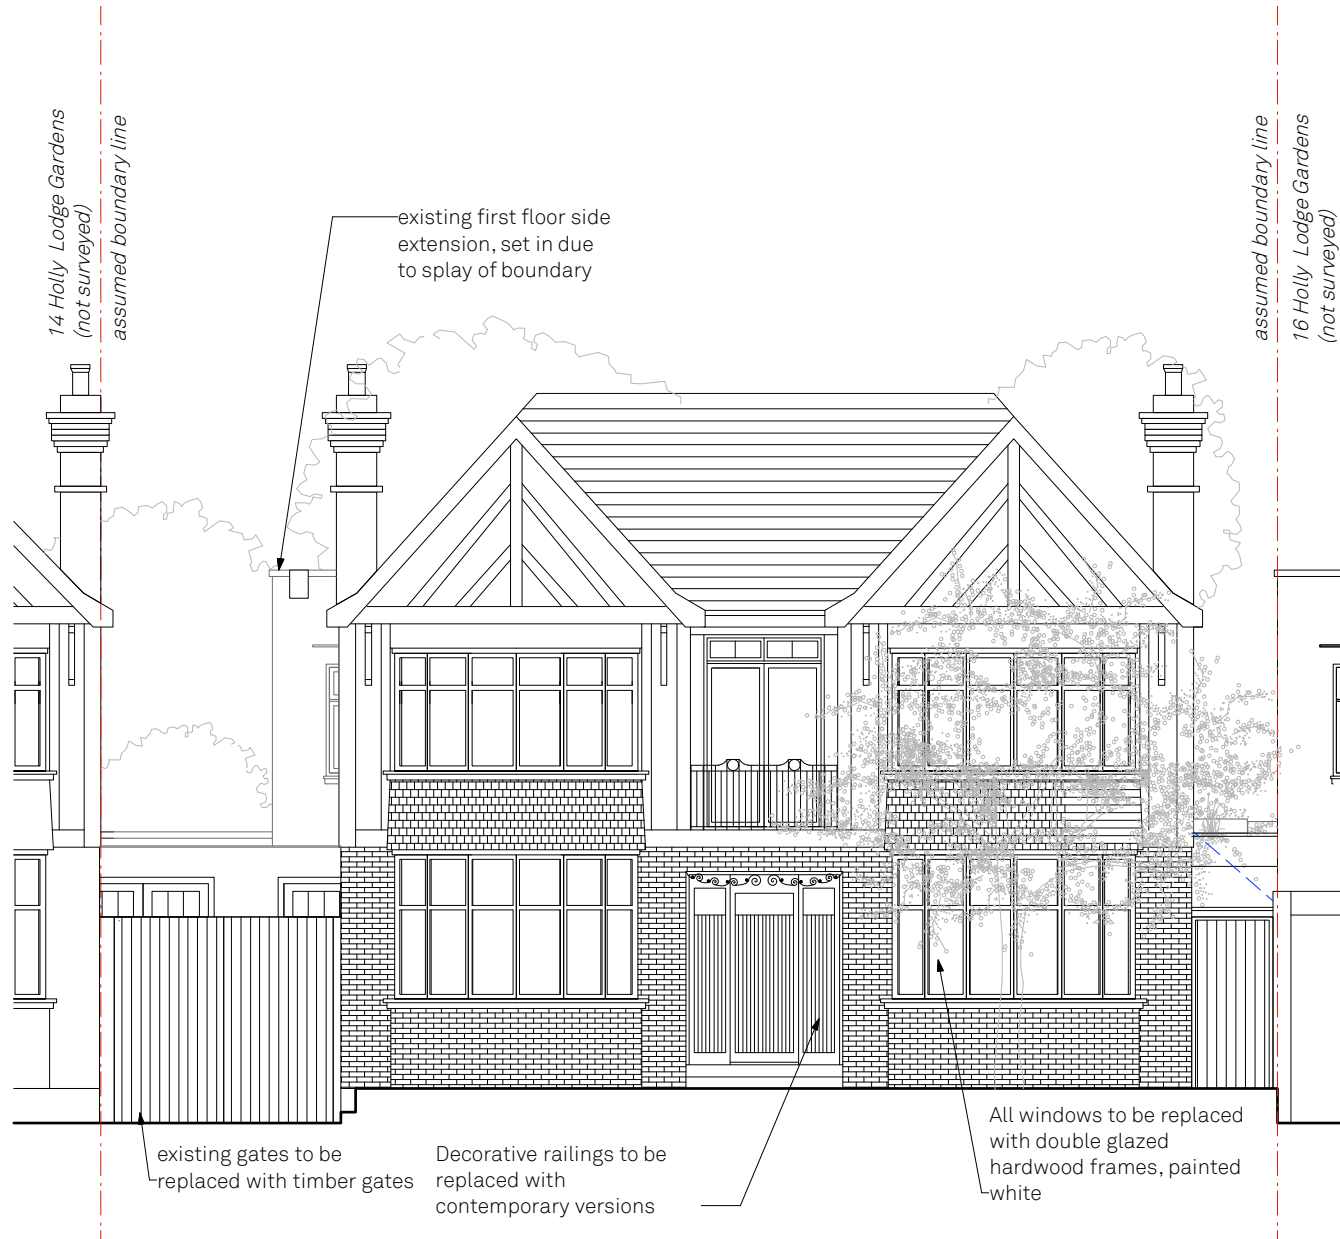 14 Holly Lodge Gardens
(not surveyed)
assumed boundary line
existing first floor side
extension, set in due
to splay of boundary
assumed boundary line
16 Holly Lodge Gardens
(not surveyed)
existing gates to be
replaced with timber gates
Decorative railings to be
replaced with
contemporary versions
All windows to be replaced
with double glazed
hardwood frames, painted
white